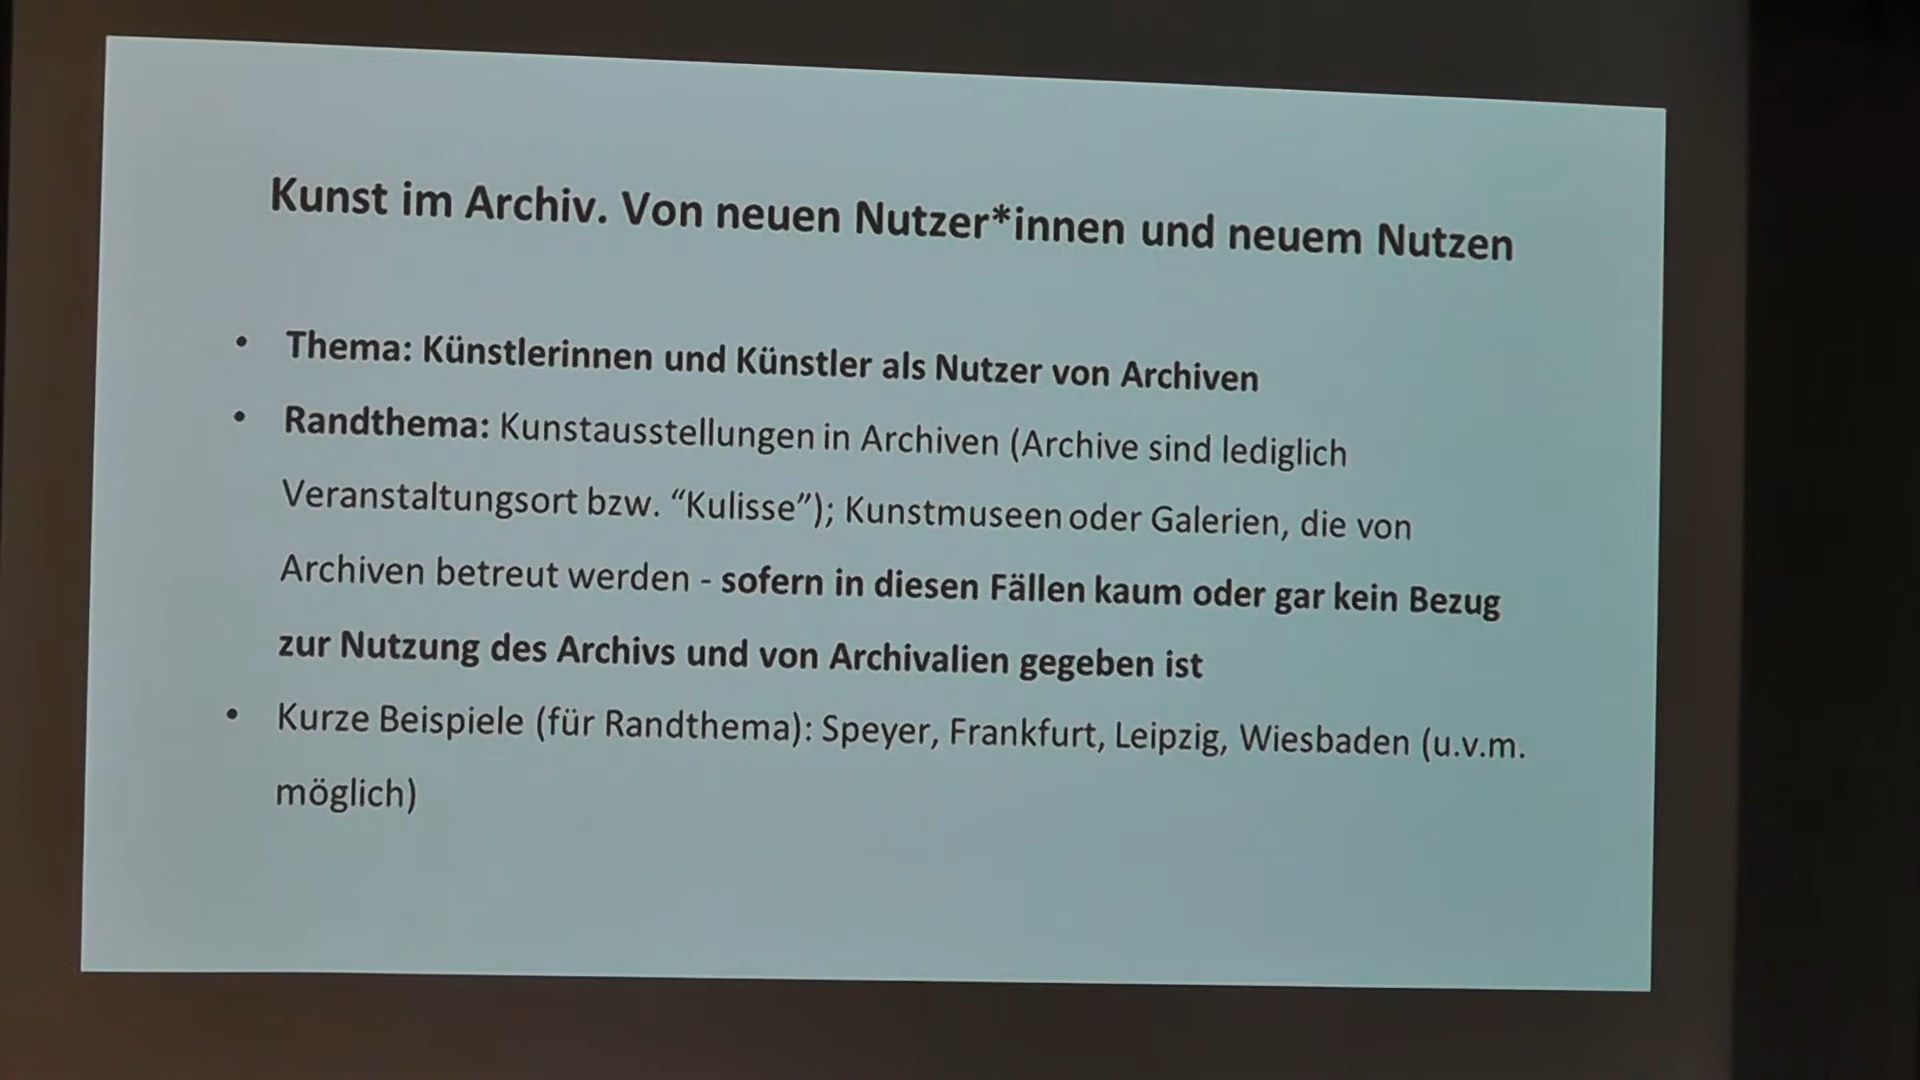 Kunst im Archiv. Von neuen Nutzer*innen und neuem Nutzen
• Thema: Künstlerinnen und Künstler als Nutzer von Archiven
• Randthema: Kunstausstellungen in Archiven (Archive sind lediglich
Veranstaltungsort bzw. “Kulisse”); Kunstmuseen oder Galerien, die von
Archiven betreut werden - sofern in diesen Fällen kaum oder gar kein Bezug
zur Nutzung des Archivs und von Archivalien gegeben ist
• Kurze Beispiele (für Randthema): Speyer, Frankfurt, Leipzig, Wiesbaden (u.v.m.
möglich)